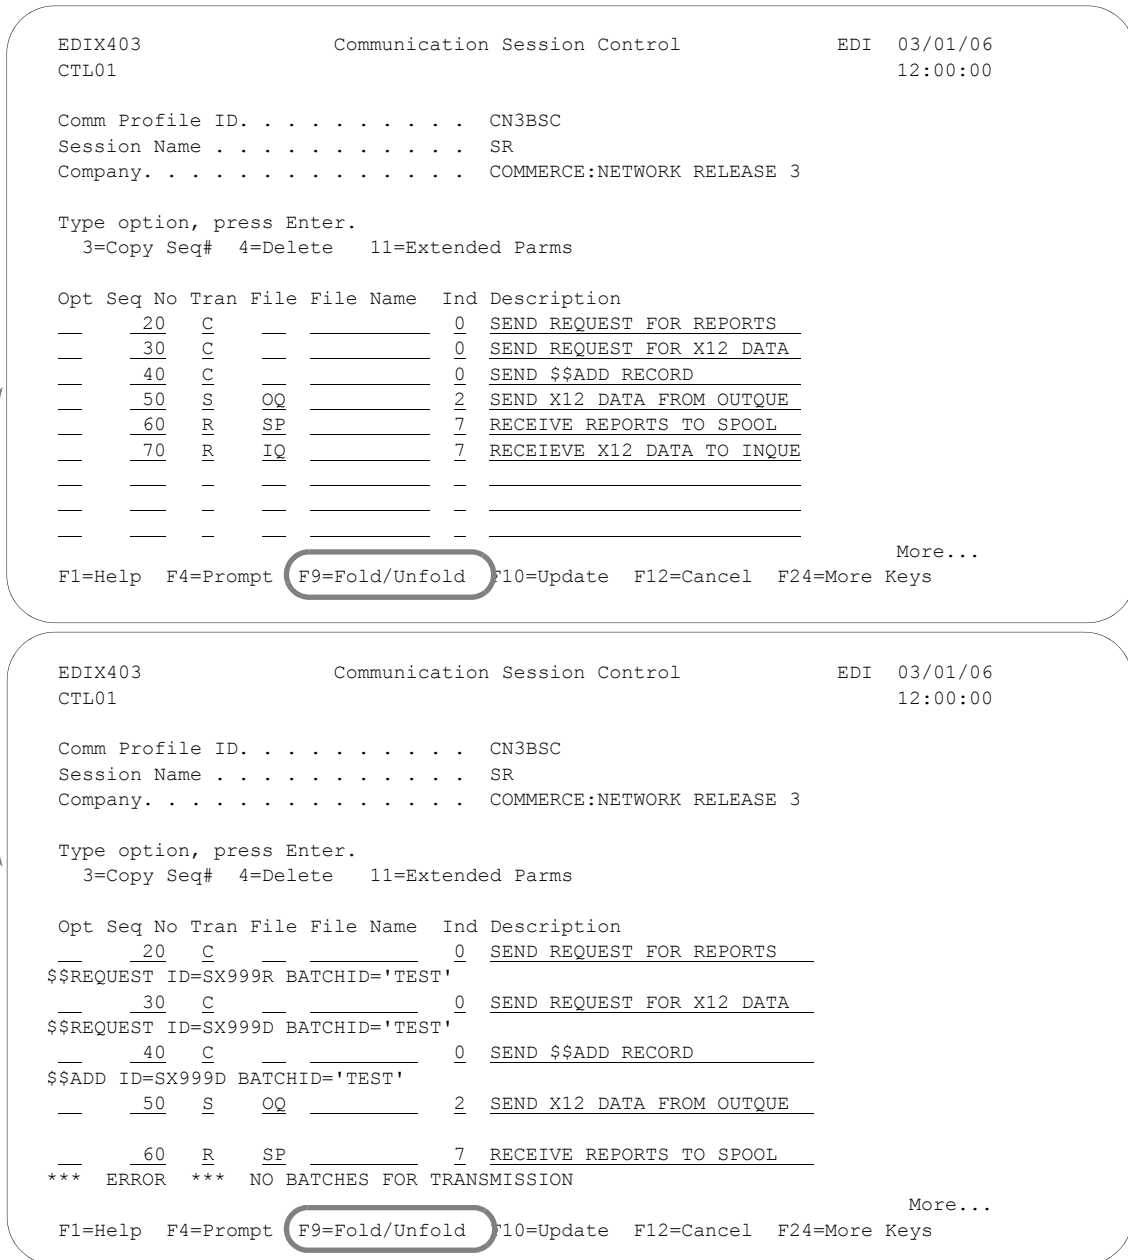 EDIX403 Communication Session Control EDI 03/01/06
CTL01 12:00:00
Comm Profile ID. . . . . . . . . . CN3BSC
Session Name . . . . . . . . . . . SR
Company. . . . . . . . . . . . . . COMMERCE:NETWORK RELEASE 3
Type option, press Enter.
3=Copy Seq# 4=Delete 11=Extended Parms
Opt Seq No Tran File File Name Ind Description
20 C 0 SEND REQUEST FOR REPORTS
30 C 0 SEND REQUEST FOR X12 DATA
40 C 0 SEND $$ADD RECORD
50 S OQ 2 SEND X12 DATA FROM OUTQUE
60 R SP 7 RECEIVE REPORTS TO SPOOL
70 R IQ 7 RECEIEVE X12 DATA TO INQUE
More...
F1=Help F4=Prompt F9=Fold/Unfold F10=Update F12=Cancel F24=More Keys
EDIX403 Communication Session Control EDI 03/01/06
CTL01 12:00:00
Comm Profile ID. . . . . . . . . . CN3BSC
Session Name . . . . . . . . . . . SR
Company. . . . . . . . . . . . . . COMMERCE:NETWORK RELEASE 3
Type option, press Enter.
3=Copy Seq# 4=Delete 11=Extended Parms
Opt Seq No Tran File File Name Ind Description
20 C 0 SEND REQUEST FOR REPORTS
$$REQUEST ID=SX999R BATCHID='TEST'
30 C 0 SEND REQUEST FOR X12 DATA
$$REQUEST ID=SX999D BATCHID='TEST'
40 C 0 SEND $$ADD RECORD
$$ADD ID=SX999D BATCHID='TEST'
50 S OQ 2 SEND X12 DATA FROM OUTQUE
60 R SP 7 RECEIVE REPORTS TO SPOOL
*** ERROR *** NO BATCHES FOR TRANSMISSION
More...
F1=Help F4=Prompt F9=Fold/Unfold F10=Update F12=Cancel F24=More Keys